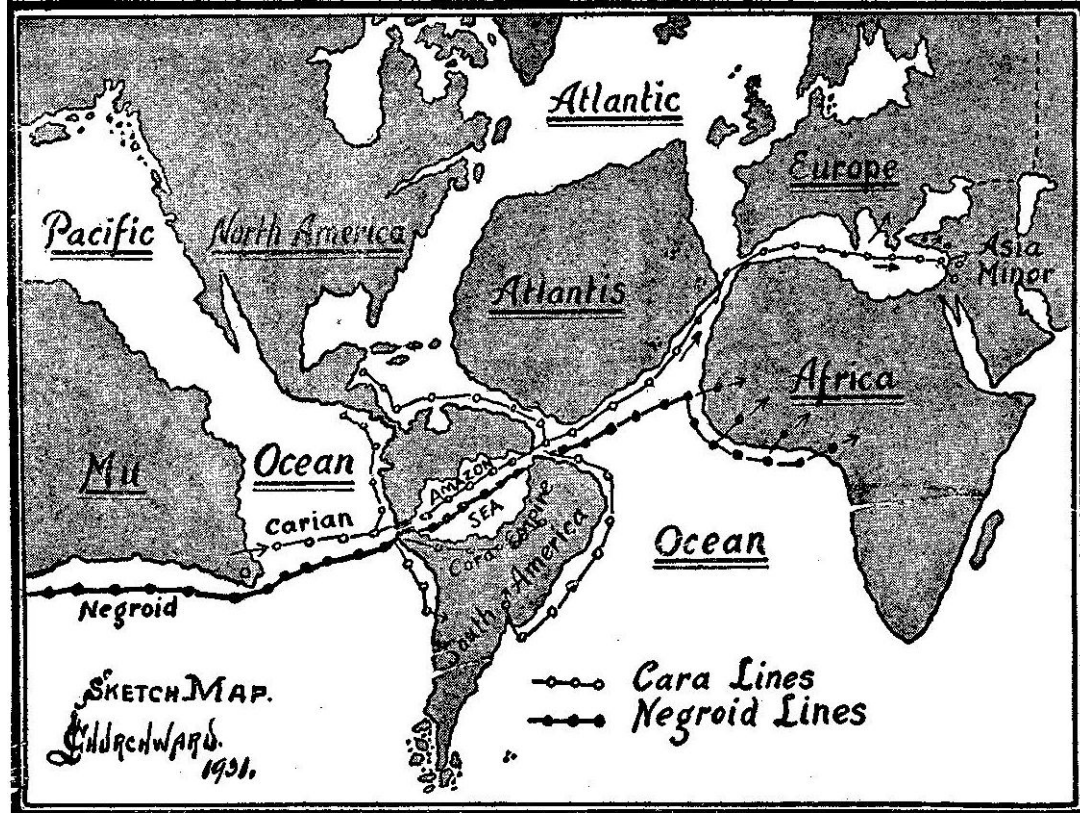 Atlantic
Europe
Pacific
North America
Asia
Minor
Atlantis
Africa
Mu
Ocean
AMAZON
SEA
Carian
Cara Empire
South America
Ocean
Negroid
SKETCH MAP.
CHURCHWARD.
1931.
Cara Lines
Negroid Lines